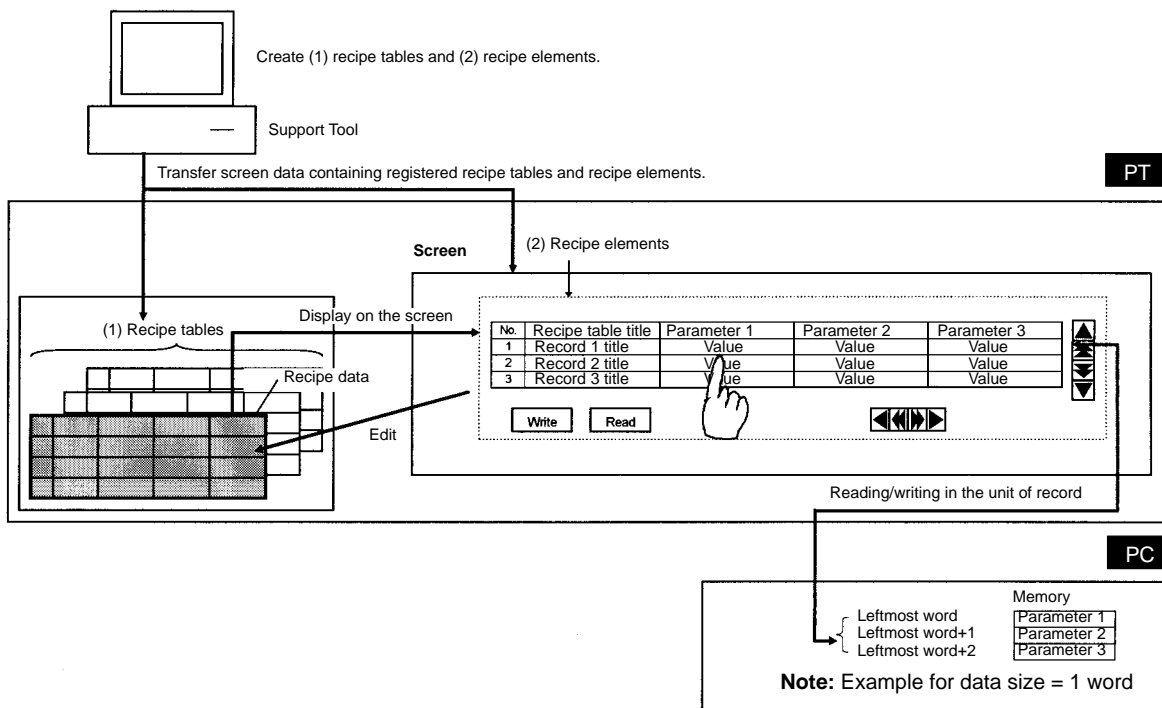 Create (1) recipe tables and (2) recipe elements.
Support Tool
Transfer screen data containing registered recipe tables and recipe elements.
PT
Screen
(2) Recipe elements
(1) Recipe tables
Display on the screen
Recipe data
Edit
No. Recipe table title Parameter 1 Parameter 2 Parameter 3
1 Record 1 title Value Value Value
2 Record 2 title Value Value Value
3 Record 3 title Value Value Value
Write Read
Reading/writing in the unit of record
PC
Memory
Leftmost word Parameter 1
Leftmost word+1 Parameter 2
Leftmost word+2 Parameter 3
Note: Example for data size = 1 word